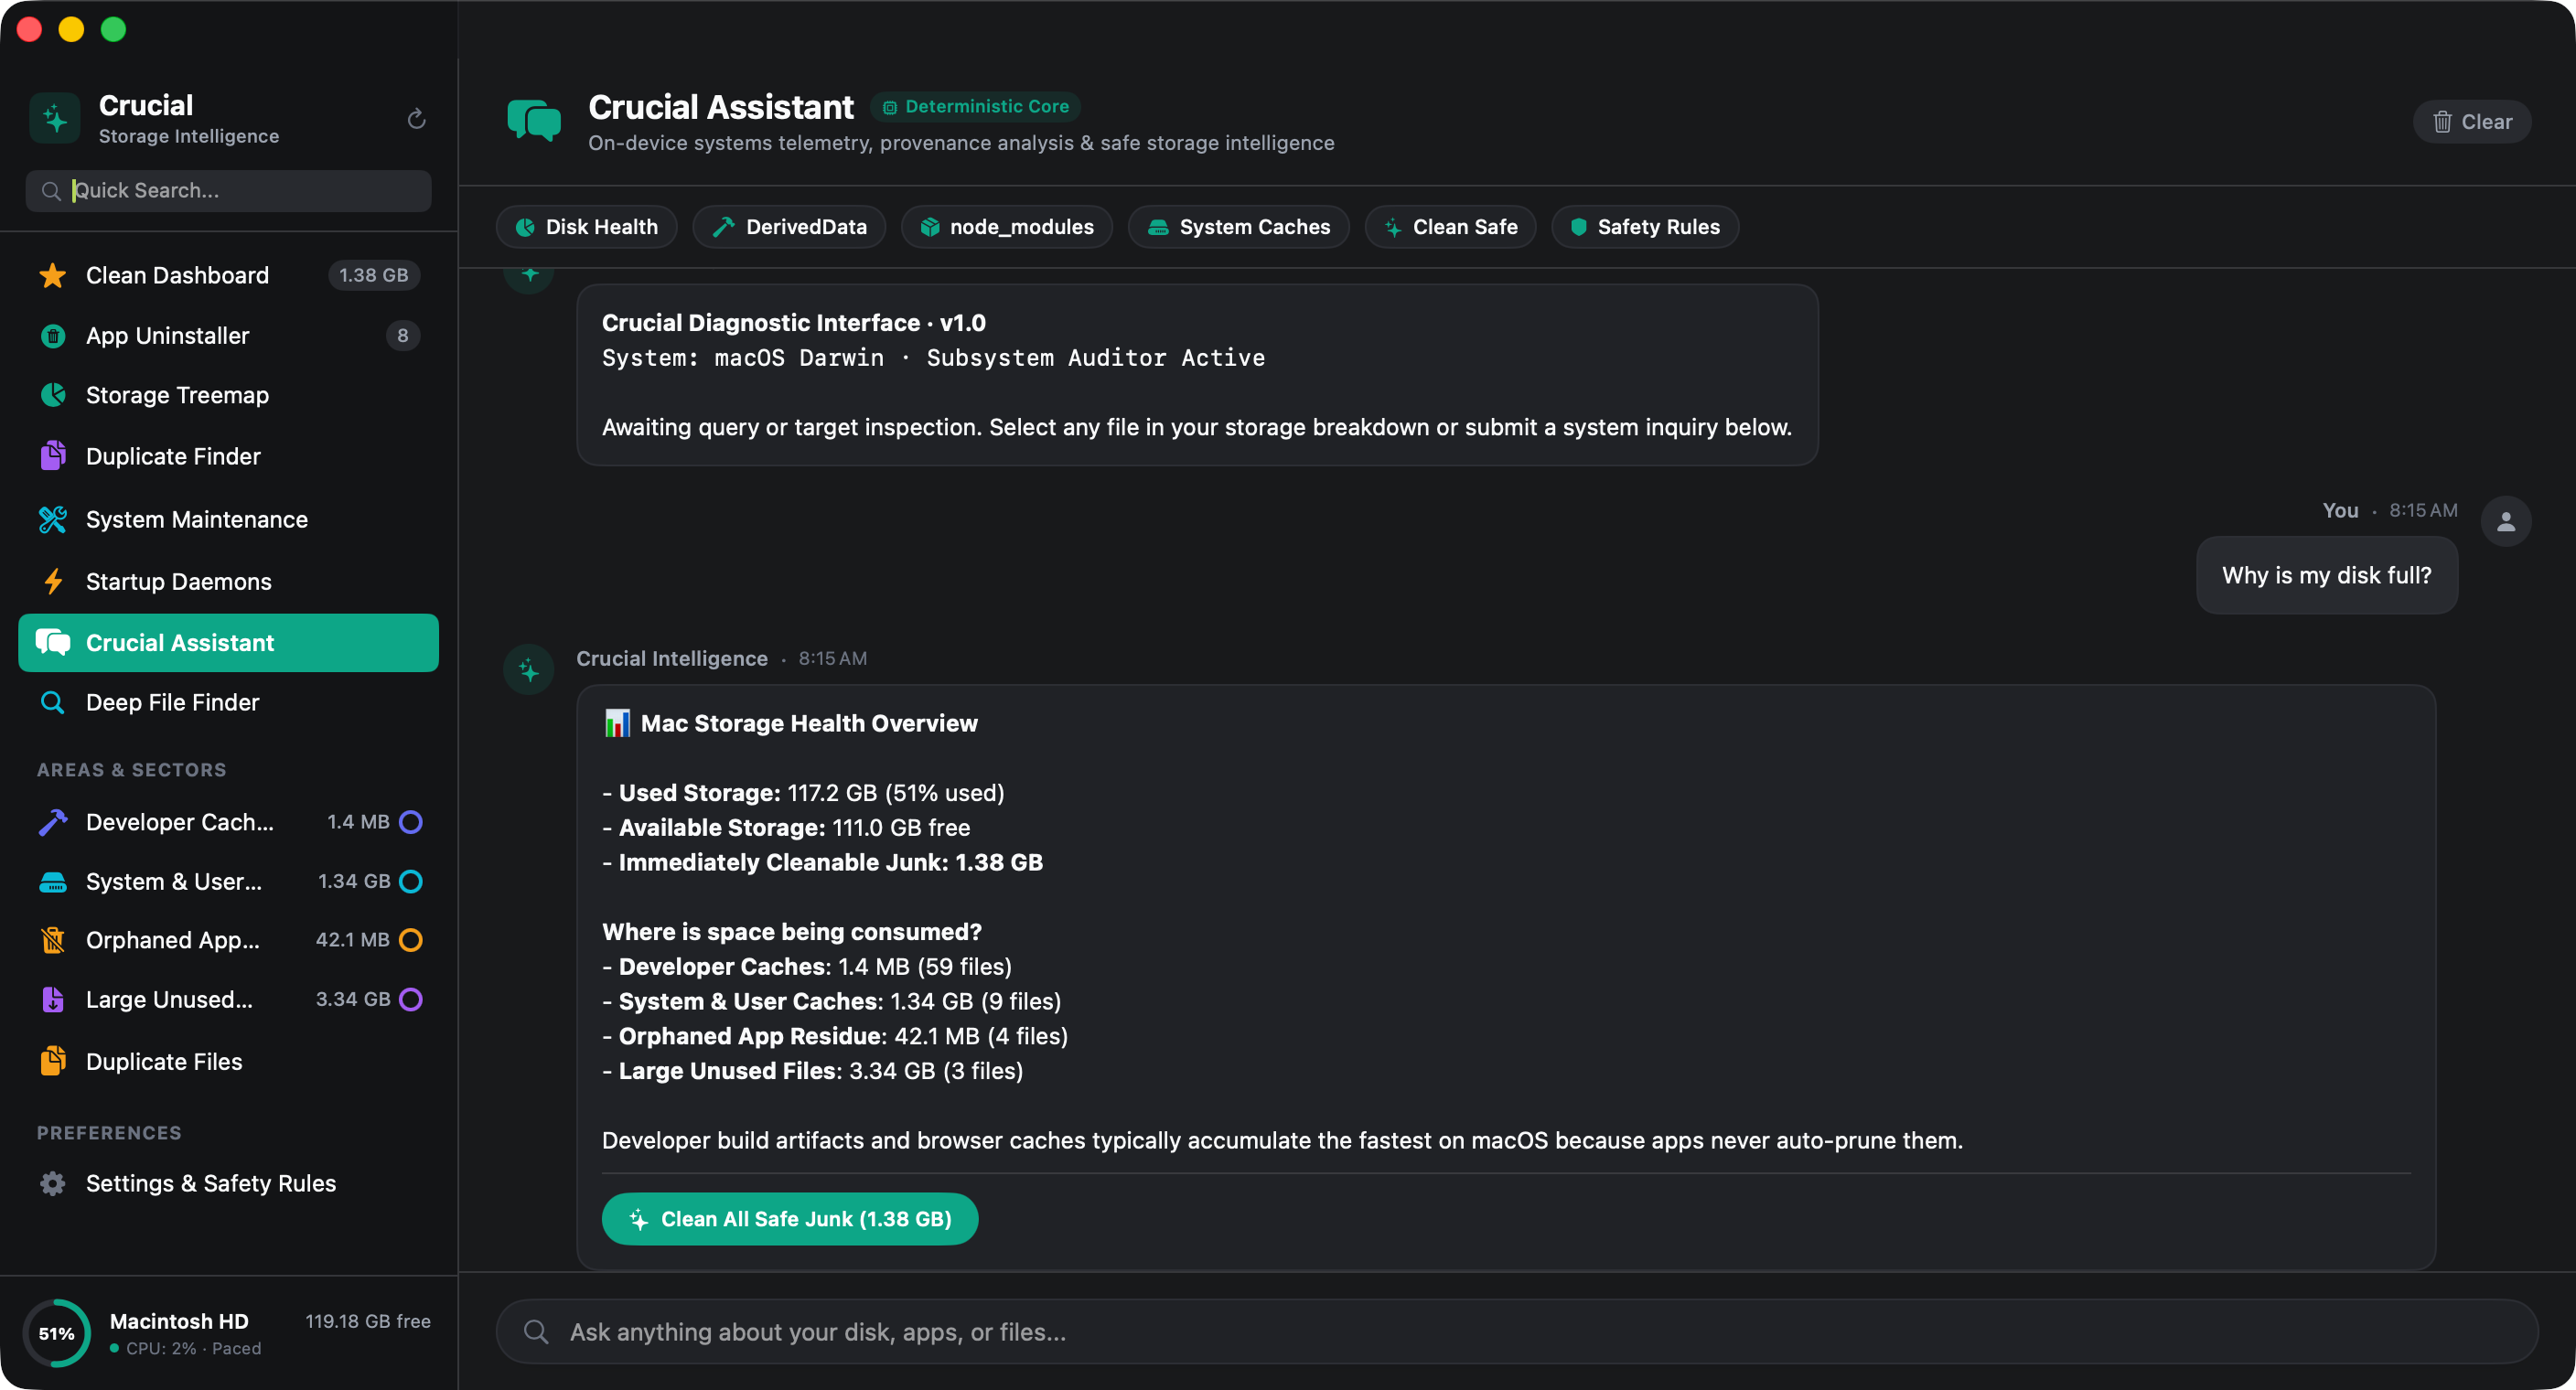 Crucial
Storage Intelligence
Quick Search...
Clean Dashboard 1.38 GB
App Uninstaller 8
Storage Treemap
Duplicate Finder
System Maintenance
Startup Daemons
Crucial Assistant
Deep File Finder
AREAS & SECTORS
Developer Cach... 1.4 MB
System & User... 1.34 GB
Orphaned App... 42.1 MB
Large Unused... 3.34 GB
Duplicate Files
PREFERENCES
Settings & Safety Rules
51%
Macintosh HD 119.18 GB free
CPU: 2% · Paced
Crucial Assistant Deterministic Core
On-device systems telemetry, provenance analysis & safe storage intelligence
Clear
Disk Health DerivedData node_modules System Caches Clean Safe Safety Rules
Crucial Diagnostic Interface · v1.0
System: macOS Darwin · Subsystem Auditor Active
Awaiting query or target inspection. Select any file in your storage breakdown or submit a system inquiry below.
You · 8:15 AM
Why is my disk full?
Crucial Intelligence · 8:15 AM
Mac Storage Health Overview
- Used Storage: 117.2 GB (51% used)
- Available Storage: 111.0 GB free
- Immediately Cleanable Junk: 1.38 GB
Where is space being consumed?
- Developer Caches: 1.4 MB (59 files)
- System & User Caches: 1.34 GB (9 files)
- Orphaned App Residue: 42.1 MB (4 files)
- Large Unused Files: 3.34 GB (3 files)
Developer build artifacts and browser caches typically accumulate the fastest on macOS because apps never auto-prune them.
Clean All Safe Junk (1.38 GB)
Ask anything about your disk, apps, or files...